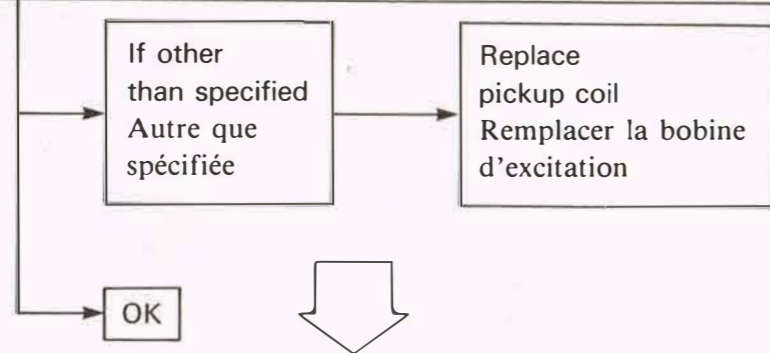 If other
than specified
Autre que
spécifiée
Replace
pickup coil
Remplacer la bobine
d'excitation
OK